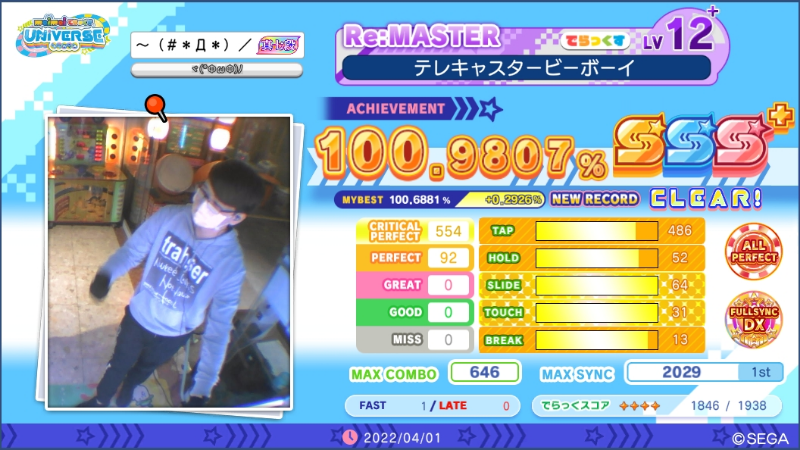 maimai でらっくす
UNiVERSE
～（＃＊Д＊）／
Re:MASTER
でらっくす
LV 12+
テレキャスタービーボーイ
ACHIEVEMENT
100.9807%
SSS+
MYBEST 100.6881% +0.2926% NEW RECORD CLEAR!
CRITICAL PERFECT 554
PERFECT 92
GREAT 0
GOOD 0
MISS 0
TAP 486
HOLD 52
SLIDE 64
TOUCH 31
BREAK 13
ALL PERFECT
FULLSYNC DX
MAX COMBO 646
MAX SYNC 2029 1st
FAST 1 / LATE 0
でらっくスコア 1846 / 1938
2022/04/01
©SEGA